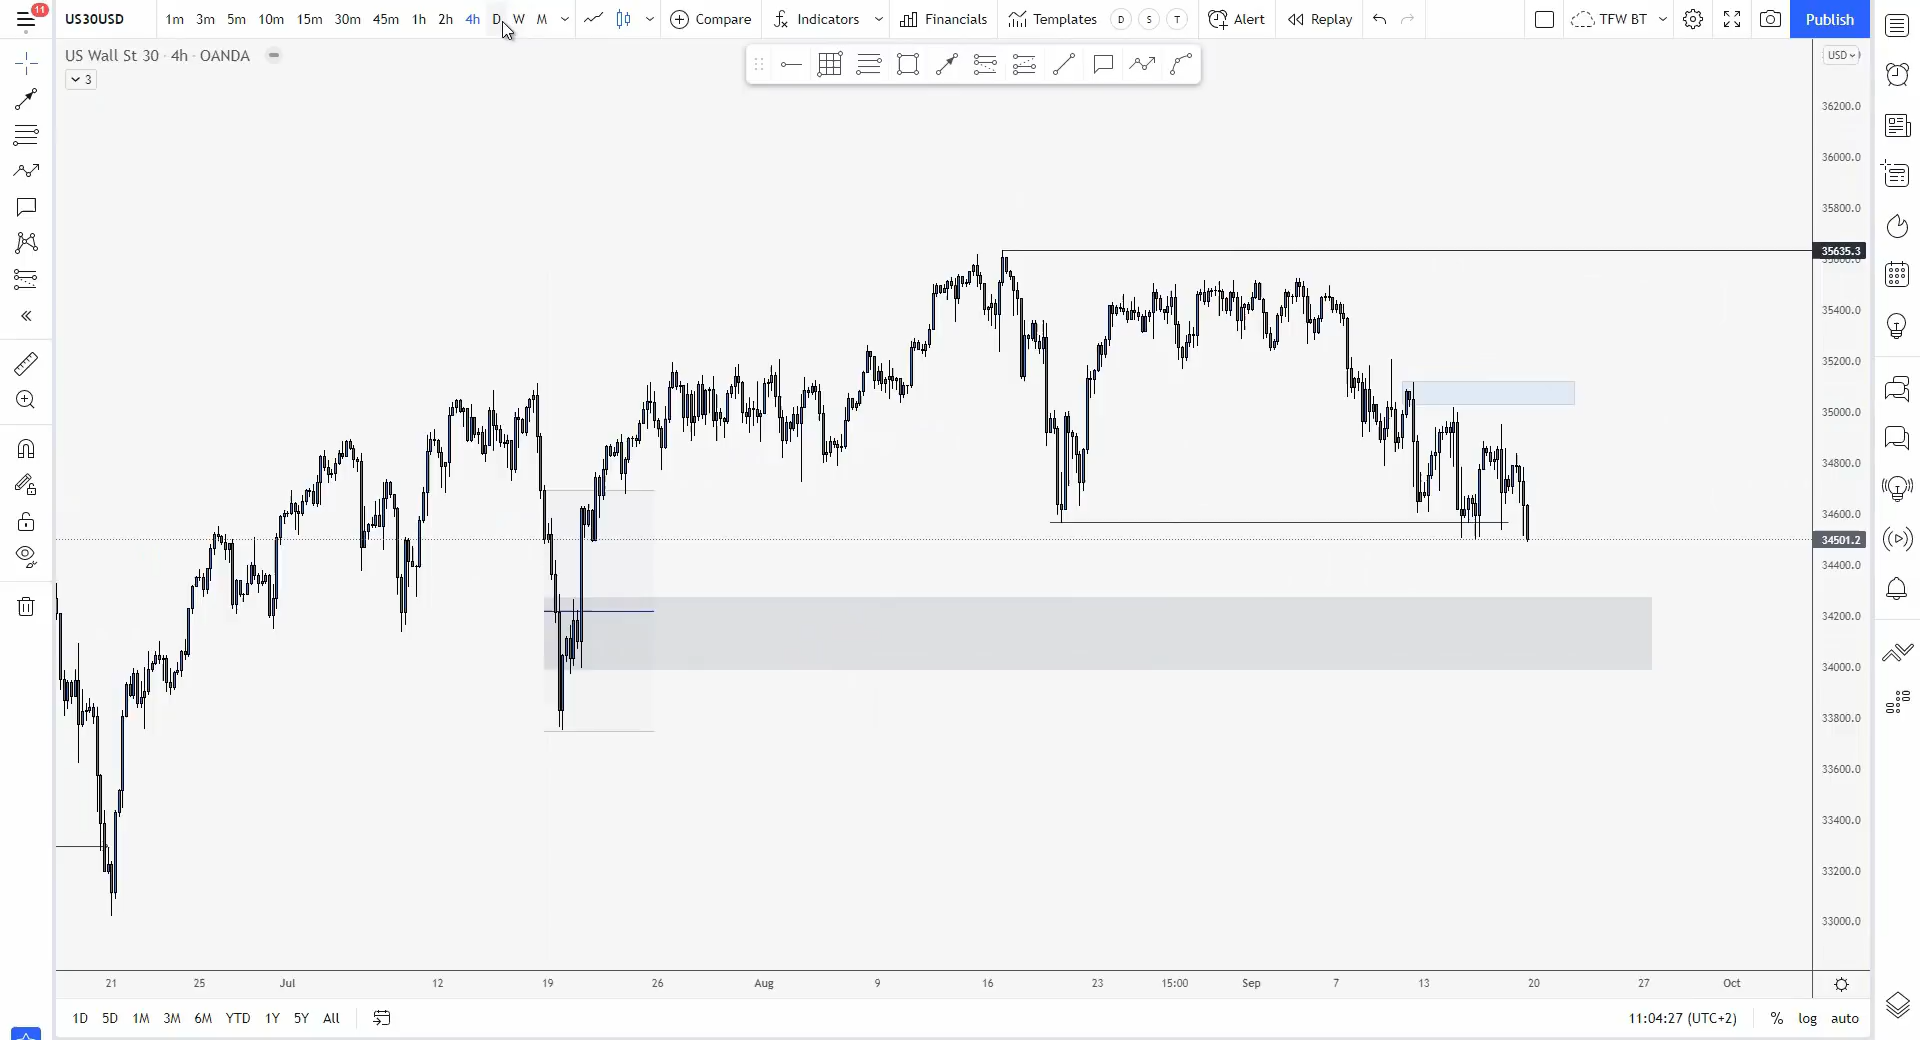 11
US30USD
1m 3m 5m 10m 15m 30m 45m 1h 2h 4h D W M
Compare
Indicators
Financials
Templates
D S T
Alert
Replay
TFW BT
Publish
US Wall St 30 · 4h · OANDA
3
USD
36200.0
36000.0
35800.0
35635.3
35400.0
35200.0
35000.0
34800.0
34600.0
34501.2
34400.0
34200.0
34000.0
33800.0
33600.0
33400.0
33200.0
33000.0
21 25 Jul 12 19 26 Aug 9 16 23 15:00 Sep 7 13 20 27 Oct
1D 5D 1M 3M 6M YTD 1Y 5Y All
11:04:27 (UTC+2)
% log auto